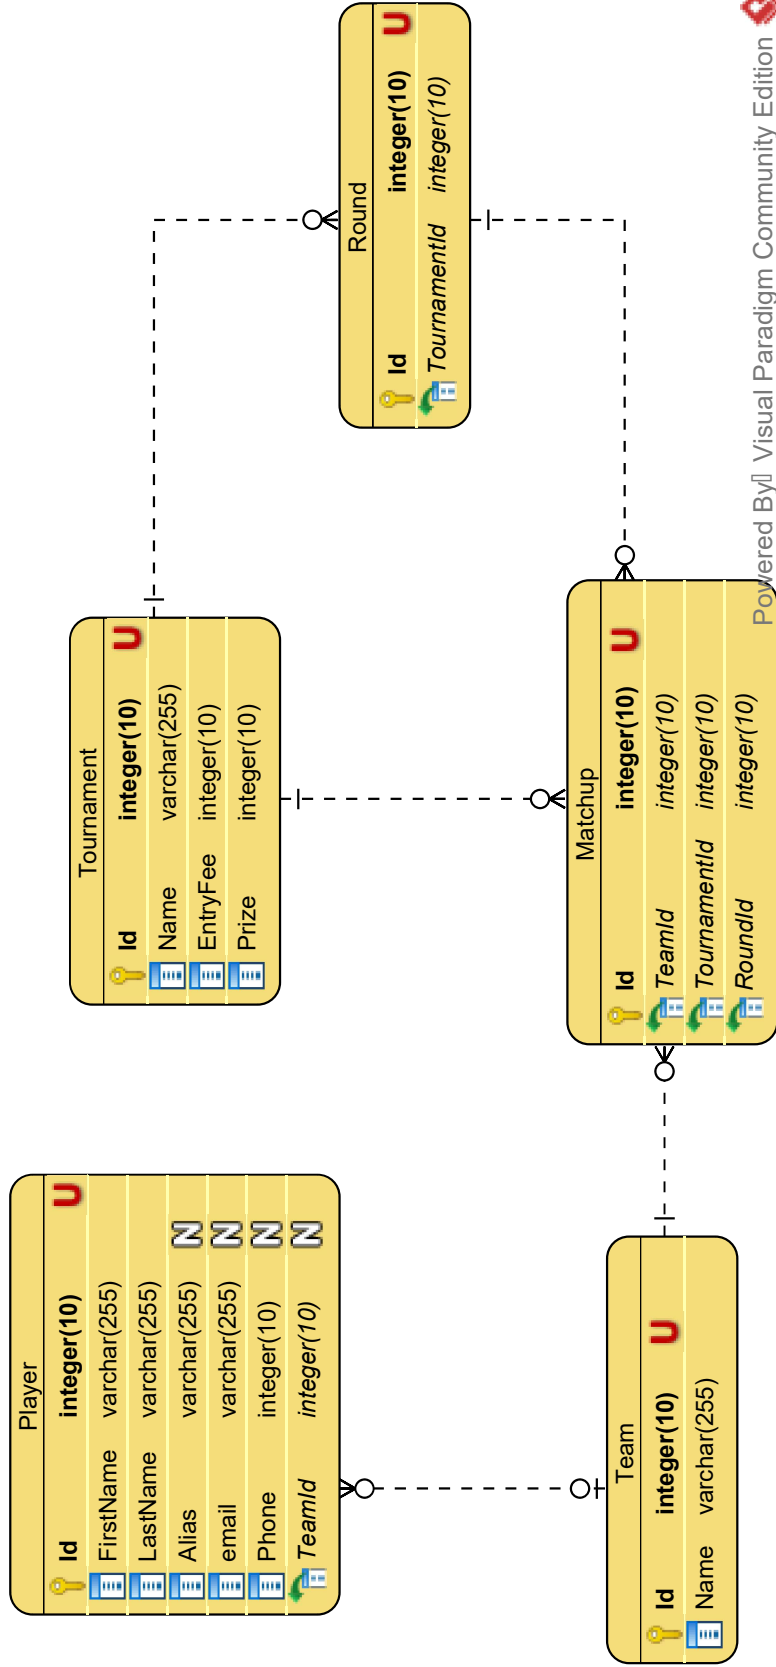 Player
Id integer(10) U
FirstName varchar(255)
LastName varchar(255)
Alias varchar(255) N
email varchar(255) N
Phone integer(10) N
TeamId integer(10) N
Tournament
Id integer(10) U
Name varchar(255)
EntryFee integer(10)
Prize integer(10)
Round
Id integer(10) U
TournamentId integer(10)
Team
Id integer(10) U
Name varchar(255)
Matchup
Id integer(10) U
TeamId integer(10)
TournamentId integer(10)
RoundId integer(10)
Powered By Visual Paradigm Community Edition